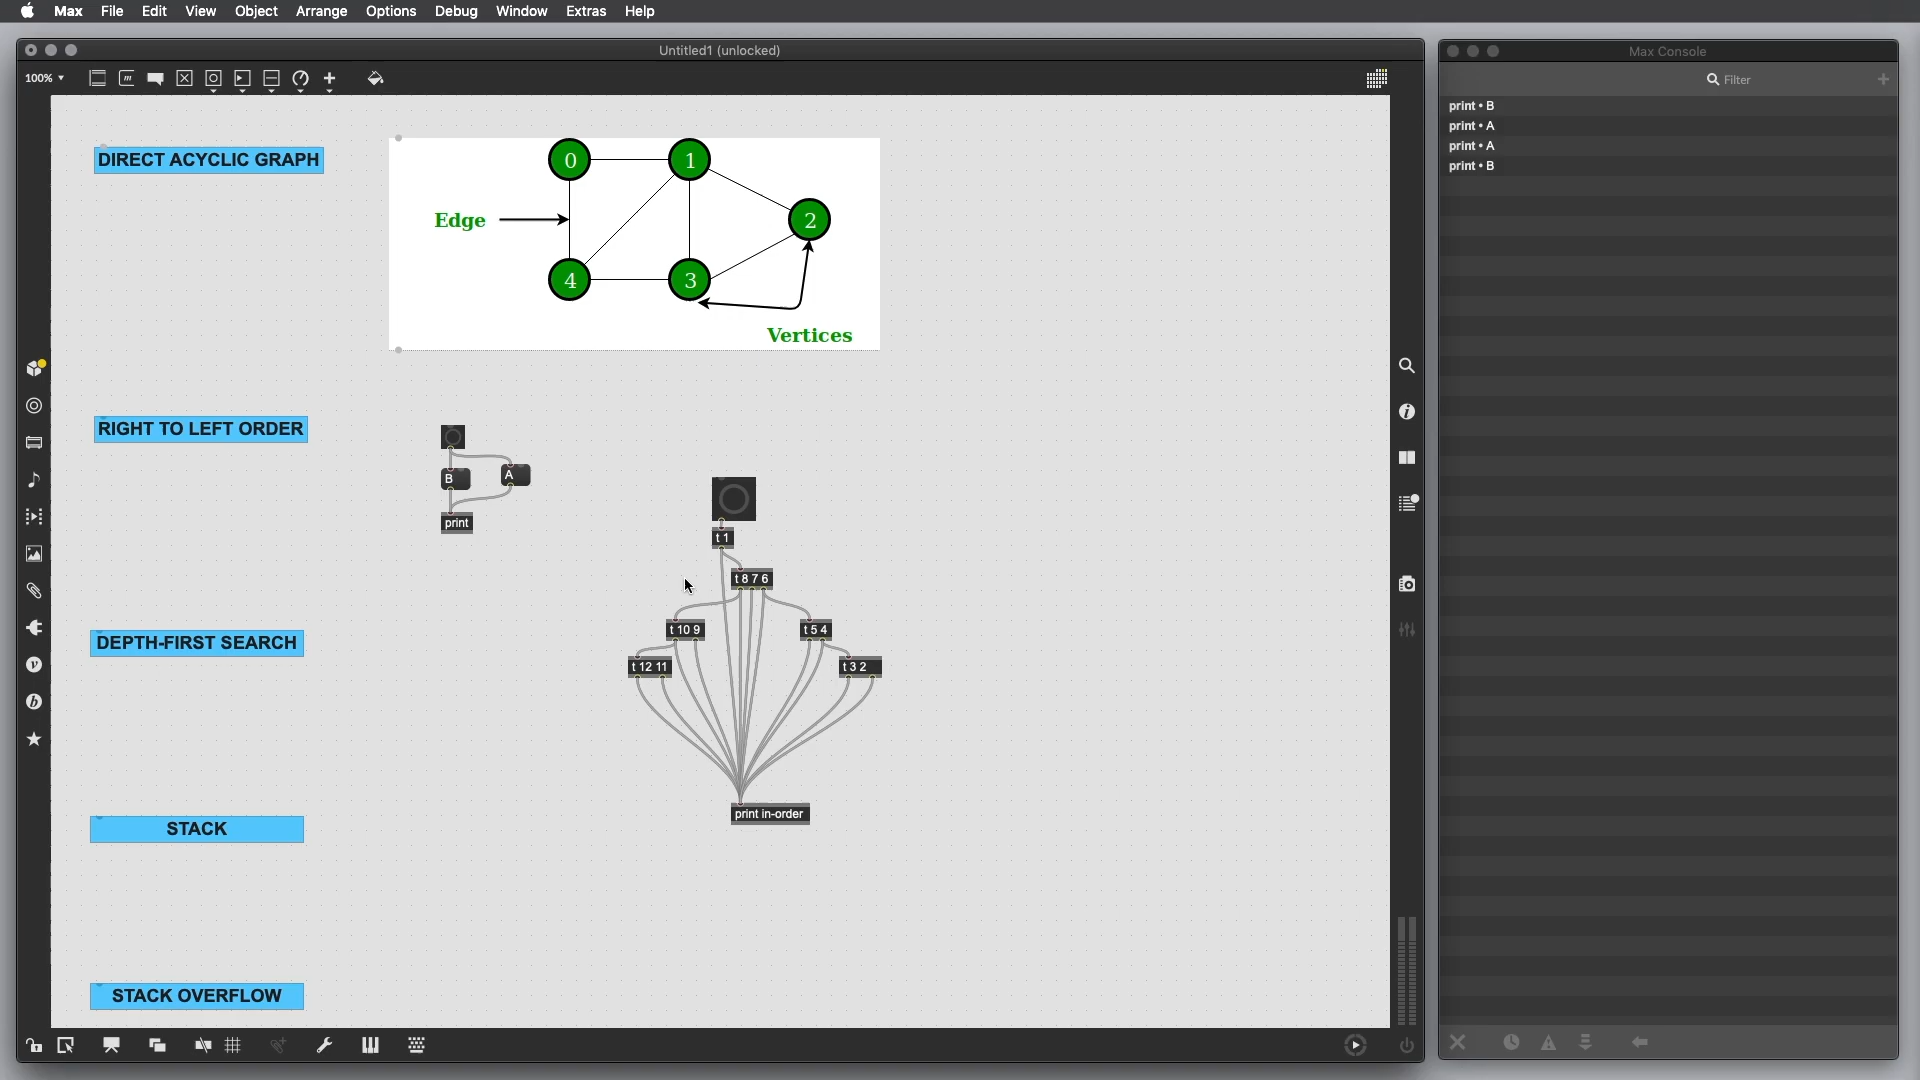 Max File Edit View Object Arrange Options Debug Window Extras Help
Untitled1 (unlocked)
Max Console
100%
Filter
print • B
print • A
print • A
print • B
DIRECT ACYCLIC GRAPH
0
1
Edge
2
4
3
Vertices
RIGHT TO LEFT ORDER
B
A
print
t 1
t 8 7 6
t 10 9
t 5 4
t 12 11
t 3 2
DEPTH-FIRST SEARCH
print in-order
STACK
STACK OVERFLOW